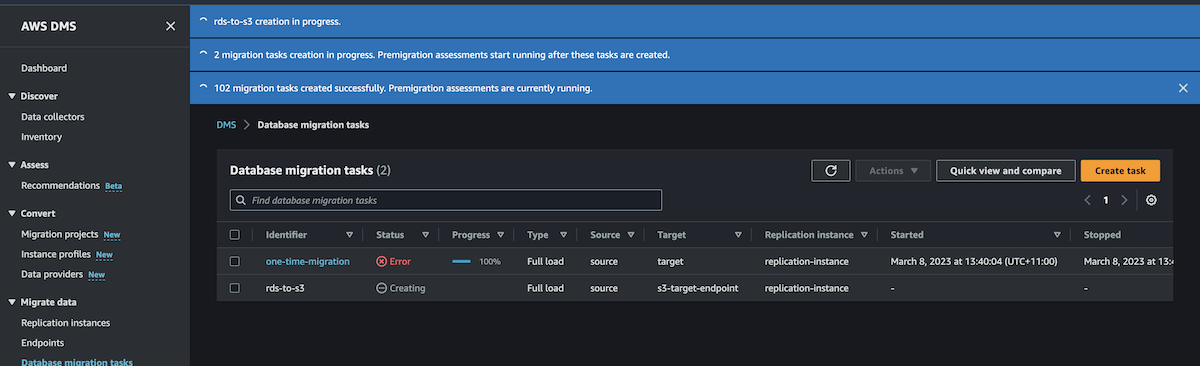 AWS DMS
Dashboard
Discover
Data collectors
Inventory
Assess
Recommendations Beta
Convert
Migration projects New
Instance profiles New
Data providers New
Migrate data
Replication instances
Endpoints
Database migration tasks
rds-to-s3 creation in progress.
2 migration tasks creation in progress. Premigration assessments start running after these tasks are created.
102 migration tasks created successfully. Premigration assessments are currently running.
DMS > Database migration tasks
Database migration tasks (2)
Actions
Quick view and compare
Create task
Find database migration tasks
1
Identifier Status Progress Type Source Target Replication instance Started Stopped
one-time-migration Error 100% Full load source target replication-instance March 8, 2023 at 13:40:04 (UTC+11:00) March 8, 2023 at 13:4
rds-to-s3 Creating Full load source s3-target-endpoint replication-instance - -